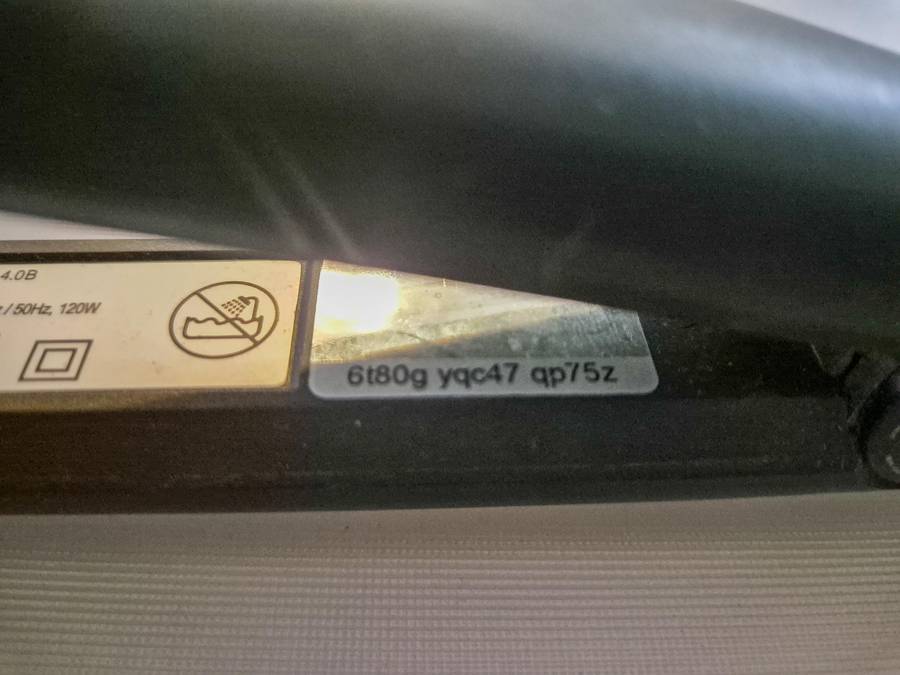 4.0B
/ 50Hz, 120W
6t80g yqc47 qp75z